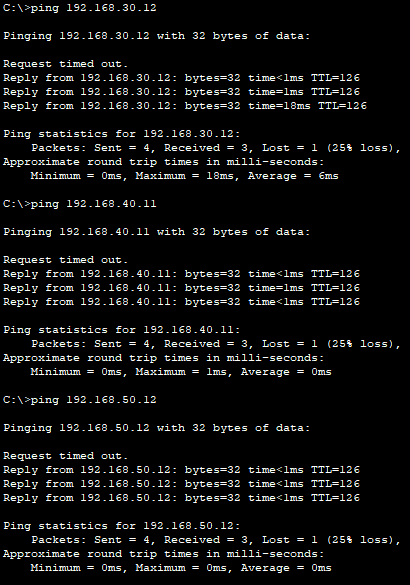 C:\>ping 192.168.30.12
Pinging 192.168.30.12 with 32 bytes of data:
Request timed out.
Reply from 192.168.30.12: bytes=32 time<1ms TTL=126
Reply from 192.168.30.12: bytes=32 time=1ms TTL=126
Reply from 192.168.30.12: bytes=32 time=18ms TTL=126
Ping statistics for 192.168.30.12:
    Packets: Sent = 4, Received = 3, Lost = 1 (25% loss),
Approximate round trip times in milli-seconds:
    Minimum = 0ms, Maximum = 18ms, Average = 6ms
C:\>ping 192.168.40.11
Pinging 192.168.40.11 with 32 bytes of data:
Request timed out.
Reply from 192.168.40.11: bytes=32 time<1ms TTL=126
Reply from 192.168.40.11: bytes=32 time=1ms TTL=126
Reply from 192.168.40.11: bytes=32 time<1ms TTL=126
Ping statistics for 192.168.40.11:
    Packets: Sent = 4, Received = 3, Lost = 1 (25% loss),
Approximate round trip times in milli-seconds:
    Minimum = 0ms, Maximum = 1ms, Average = 0ms
C:\>ping 192.168.50.12
Pinging 192.168.50.12 with 32 bytes of data:
Request timed out.
Reply from 192.168.50.12: bytes=32 time<1ms TTL=126
Reply from 192.168.50.12: bytes=32 time<1ms TTL=126
Reply from 192.168.50.12: bytes=32 time<1ms TTL=126
Ping statistics for 192.168.50.12:
    Packets: Sent = 4, Received = 3, Lost = 1 (25% loss),
Approximate round trip times in milli-seconds:
    Minimum = 0ms, Maximum = 0ms, Average = 0ms